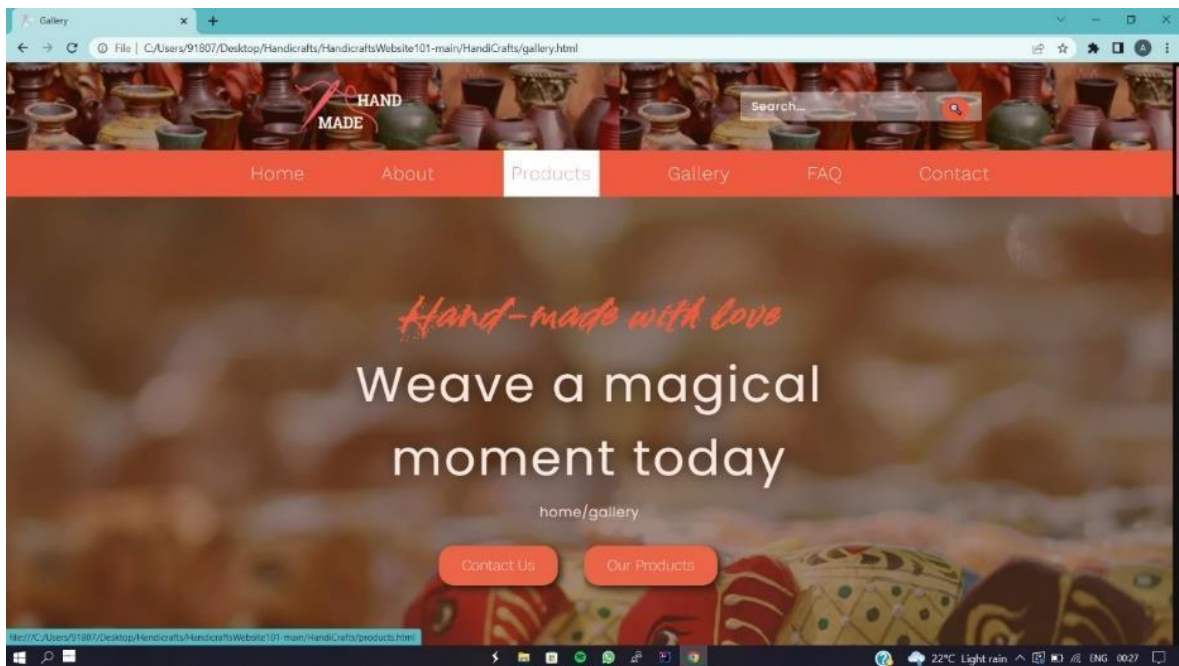 Gallery
File | C:/Users/91807/Desktop/Handicrafts/HandicraftsWebsite101-main/HandiCrafts/gallery.html
A
HAND
MADE
Search...
Home About Products Gallery FAQ Contact
Hand-made with love
Weave a magical
moment today
home/gallery
Contact Us Our Products
file:///C:/Users/91807/Desktop/Handicrafts/HandicraftsWebsite101-main/HandiCrafts/products.html
22°C Light rain ENG 00:27